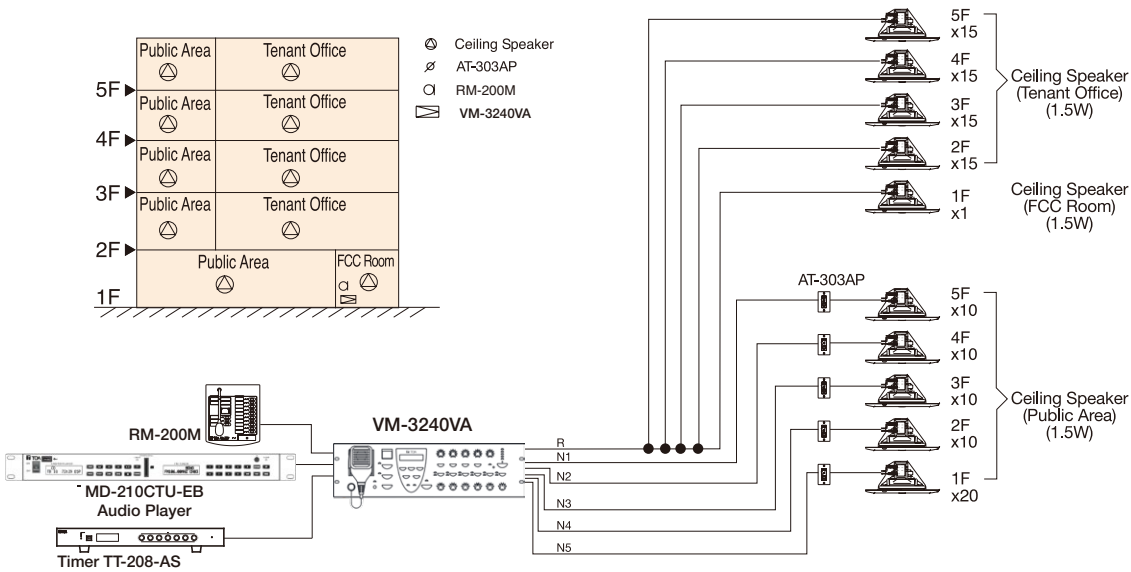 Public Area Tenant Office
5F
Public Area Tenant Office
4F
Public Area Tenant Office
3F
Public Area Tenant Office
2F
Public Area FCC Room
1F
Ceiling Speaker
AT-303AP
RM-200M
VM-3240VA
5F
x15
4F
x15
3F
x15
2F
x15
Ceiling Speaker
(Tenant Office)
(1.5W)
1F
x1
Ceiling Speaker
(FCC Room)
(1.5W)
AT-303AP
5F
x10
4F
x10
3F
x10
2F
x10
1F
x20
Ceiling Speaker
(Public Area)
(1.5W)
RM-200M
VM-3240VA
R
N1
N2
N3
N4
N5
MD-210CTU-EB
Audio Player
Timer TT-208-AS